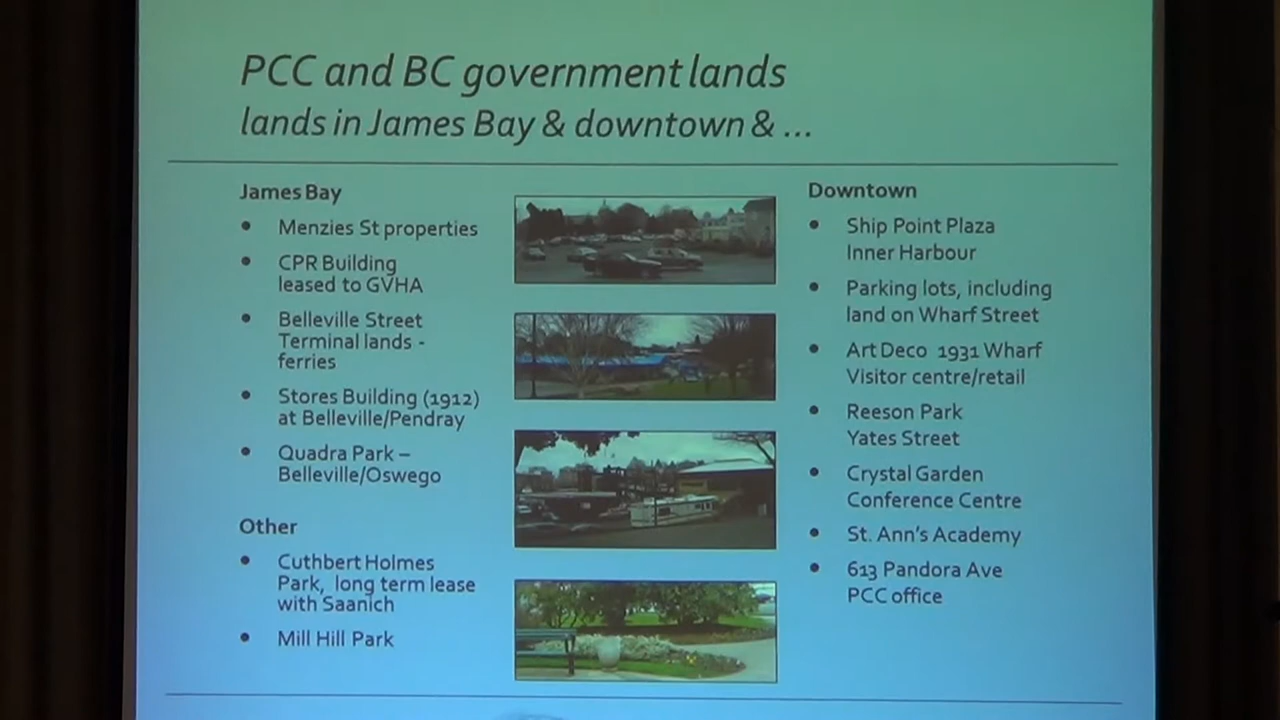 PCC and BC government lands
lands in James Bay & downtown & ...
James Bay
• Menzies St properties
• CPR Building
leased to GVHA
• Belleville Street
Terminal lands -
ferries
• Stores Building (1912)
at Belleville/Pendray
• Quadra Park –
Belleville/Oswego
Other
• Cuthbert Holmes
Park, long term lease
with Saanich
• Mill Hill Park
Downtown
• Ship Point Plaza
Inner Harbour
• Parking lots, including
land on Wharf Street
• Art Deco 1931 Wharf
Visitor centre/retail
• Reeson Park
Yates Street
• Crystal Garden
Conference Centre
• St. Ann's Academy
• 613 Pandora Ave
PCC office